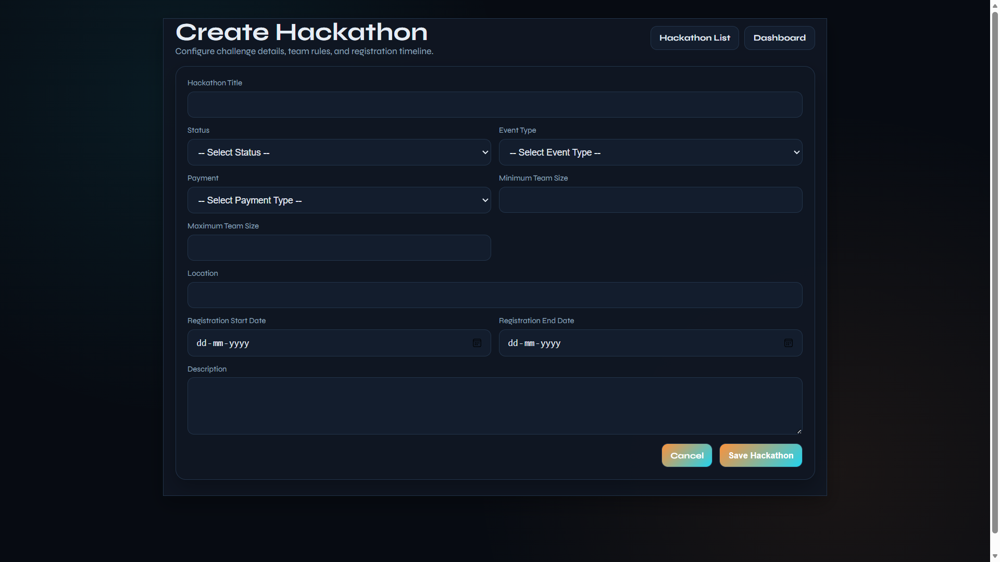 Create Hackathon
Configure challenge details, team rules, and registration timeline.
Hackathon List
Dashboard
Hackathon Title
Status
Event Type
-- Select Status --
-- Select Event Type --
Payment
Minimum Team Size
-- Select Payment Type --
Maximum Team Size
Location
Registration Start Date
Registration End Date
dd-mm-yyyy
dd-mm-yyyy
Description
Cancel
Save Hackathon